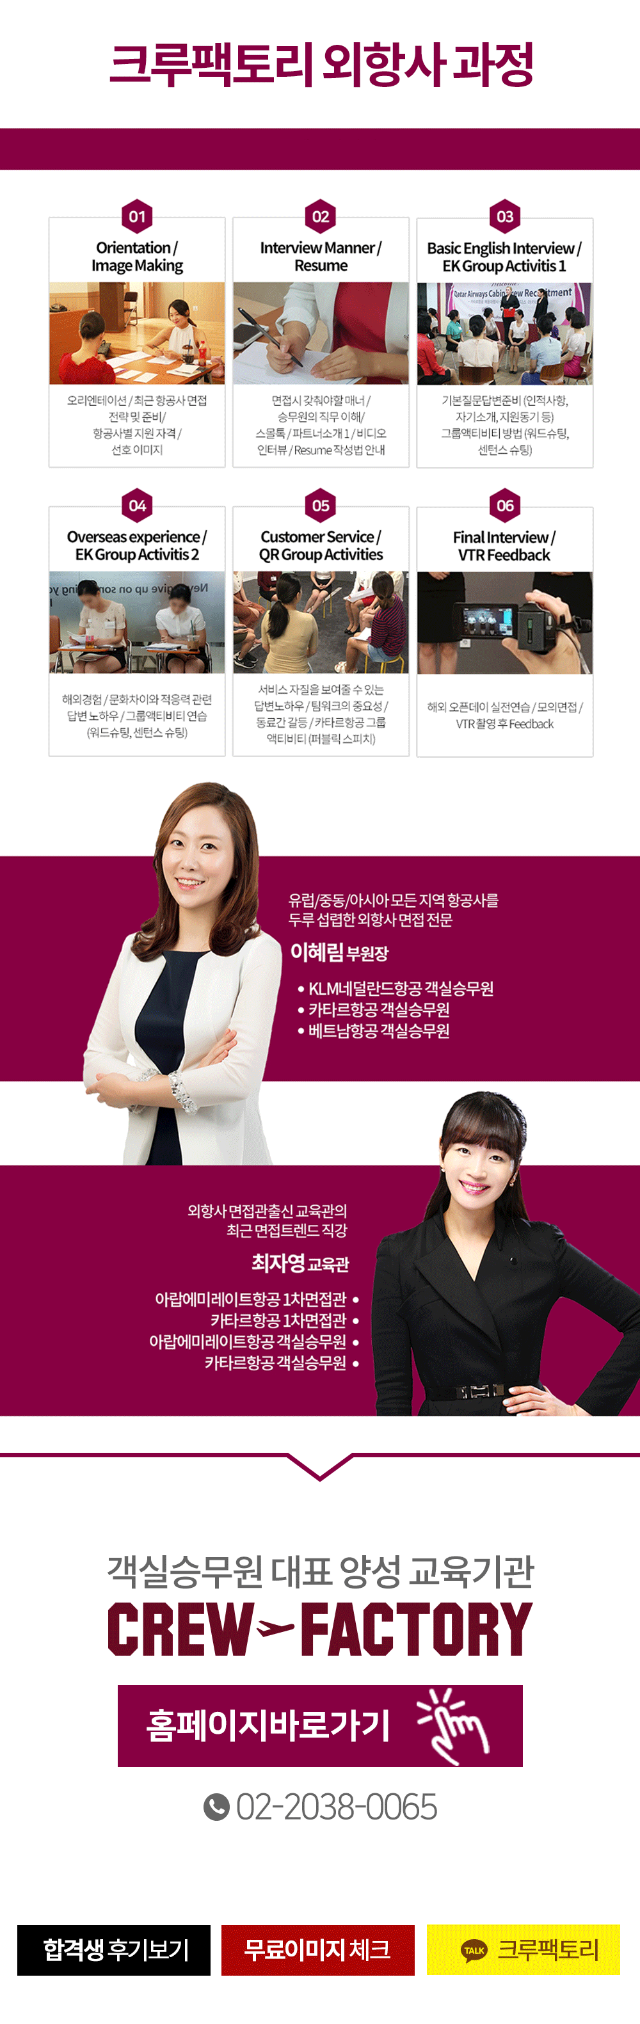 크루팩토리 외항사 과정
01
Orientation /
Image Making
오리엔테이션 / 최근 항공사 면접
전략 및 준비/
항공사별 지원 자격 /
선호 이미지
02
Interview Manner /
Resume
면접시 갖춰야할 매너 /
승무원의 직무 이해/
스몰톡 / 파트너소개 1 / 비디오
인터뷰 / Resume 작성법 안내
03
Basic English Interview /
EK Group Activitis 1
Qatar Airways Cabin Crew Recruitment
기본질문답변준비 (인적사항,
자기소개, 지원동기 등)
그룹액티비티 방법 (워드슈팅,
센턴스 슈팅)
04
Overseas experience /
EK Group Activitis 2
해외경험 / 문화차이와 적응력 관련
답변 노하우 / 그룹액티비티 연습
(워드슈팅, 센턴스 슈팅)
05
Customer Service /
QR Group Activities
서비스 자질을 보여줄 수 있는
답변노하우 / 팀워크의 중요성 /
동료간 갈등 / 카타르항공 그룹
액티비티 (퍼블릭 스피치)
06
Final Interview /
VTR Feedback
해외 오픈데이 실전연습 / 모의면접 /
VTR 촬영 후 Feedback
유럽/중동/아시아 모든 지역 항공사를
두루 섭렵한 외항사 면접 전문
이혜림 부원장
• KLM네덜란드항공 객실승무원
• 카타르항공 객실승무원
• 베트남항공 객실승무원
외항사 면접관출신 교육관의
최근 면접트렌드 직강
최자영 교육관
아랍에미레이트항공 1차면접관 •
카타르항공 1차면접관 •
아랍에미레이트항공 객실승무원 •
카타르항공 객실승무원 •
객실승무원 대표 양성 교육기관
CREW FACTORY
홈페이지바로가기
02-2038-0065
합격생 후기보기
무료이미지 체크
TALK 크루팩토리